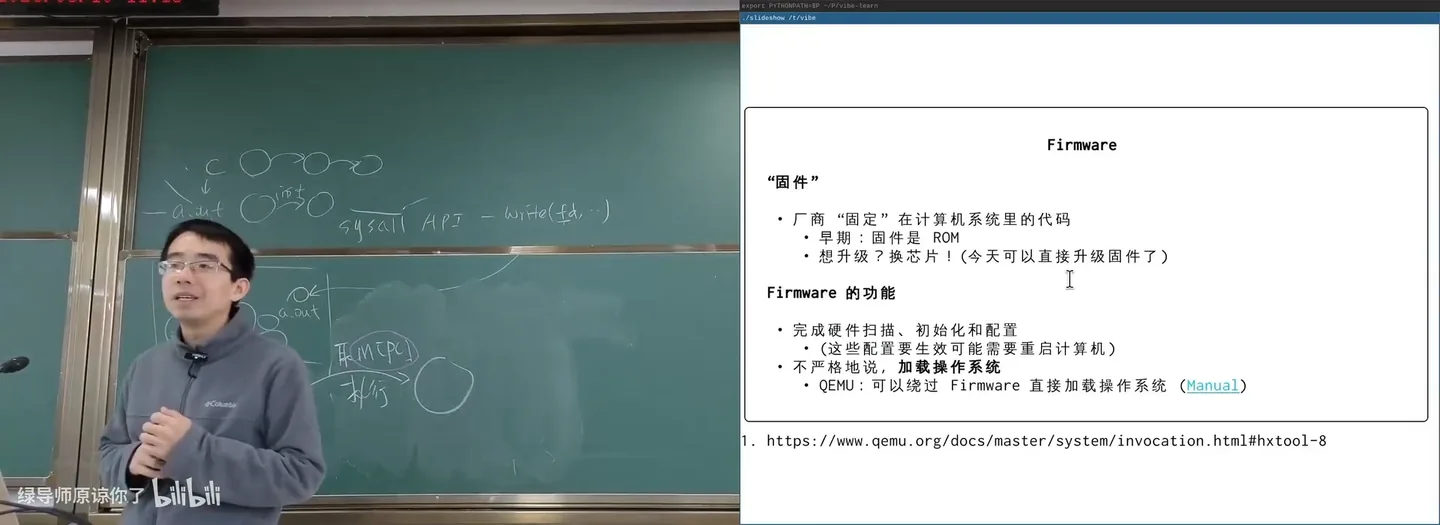 export PYTHONPATH=$P ~/P/vibe-learn
./slideshow /t/vibe
C
a.out
syscall API — write(fd, …)
a.out
取 M[PC]
执行
Columbia
绿导师原谅你了 bilibili
Firmware
“固件”
• 厂商 “固定” 在计算机系统里的代码
• 早期：固件是 ROM
• 想升级？换芯片！(今天可以直接升级固件了)
Firmware 的功能
• 完成硬件扫描、初始化和配置
• (这些配置要生效可能需要重启计算机)
• 不严格地说，加载操作系统
• QEMU：可以绕过 Firmware 直接加载操作系统 (Manual)
1. https://www.qemu.org/docs/master/system/invocation.html#hxtool-8